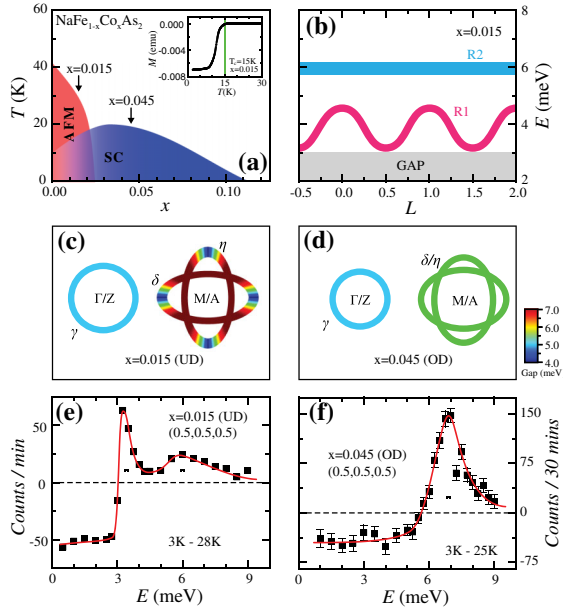 NaFe1-xCoxAs2
x=0.015
x=0.045
AFM
SC
(a)
T (K)
60
40
20
0
0.00
0.05
0.10
x
M (emu)
0.000
-0.004
-0.008
Tc=15K
x=0.015
0
15
30
T(K)
(b)
x=0.015
R2
R1
GAP
8
6
4
2
E (meV)
-0.5
0.0
0.5
1.0
1.5
2.0
L
(c)
η
δ
Γ/Z
M/A
γ
x=0.015 (UD)
(d)
δ/η
Γ/Z
M/A
γ
x=0.045 (OD)
7.0
6.0
5.0
4.0
Gap (meV
(e)
x=0.015 (UD)
(0.5,0.5,0.5)
3K - 28K
Counts / min
50
0
-50
0
3
6
9
E (meV)
(f)
x=0.045 (OD)
(0.5,0.5,0.5)
3K - 25K
150
75
0
-75
Counts / 30 mins
0
3
6
9
E (meV)